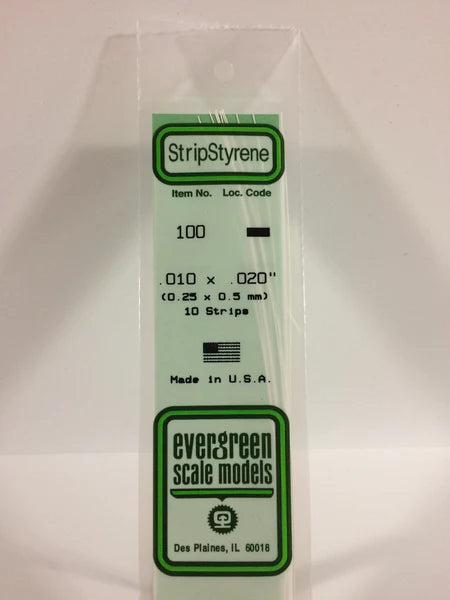 StripStyrene
Item No. Loc. Code
100
.010 x .020"
(0.25 x 0.5 mm)
10 Strips
Made in U.S.A.
evergreen
scale models
Des Plaines, IL 60018